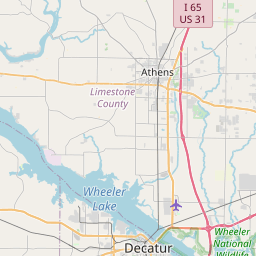 I 65
US 31
Athens
Limestone
County
Wheeler
Lake
Wheeler
National
Wildlife
Decatur